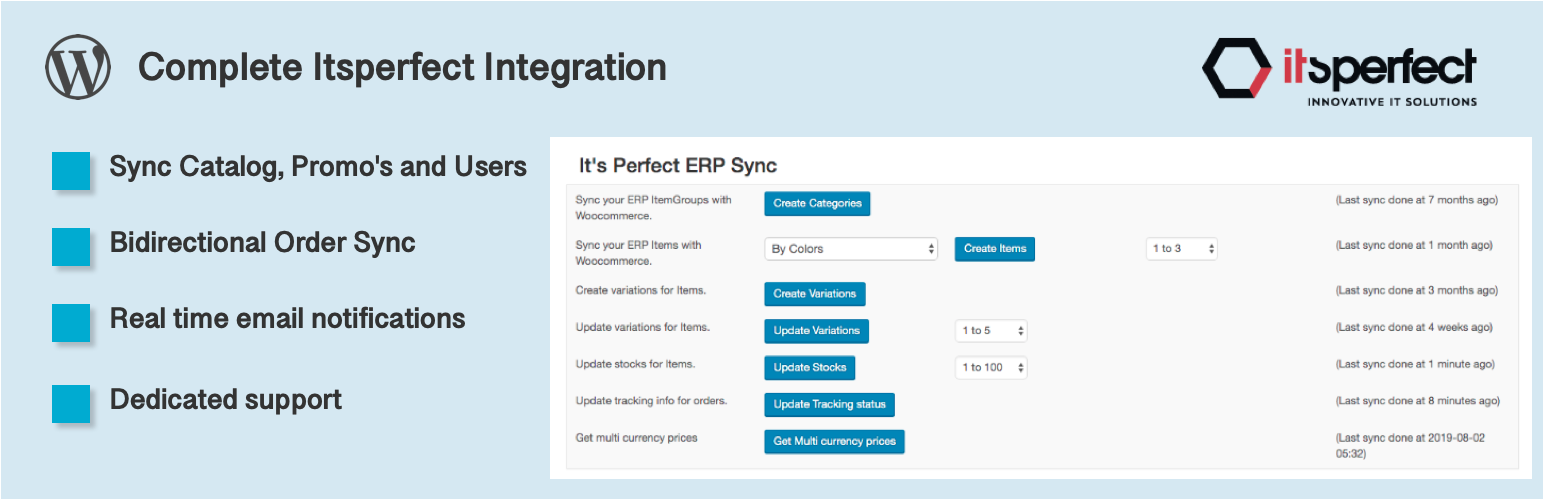 Complete Itsperfect Integration
itsperfect
INNOVATIVE IT SOLUTIONS
Sync Catalog, Promo's and Users
Bidirectional Order Sync
Real time email notifications
Dedicated support
It's Perfect ERP Sync
Sync your ERP ItemGroups with
Woocommerce.
Create Categories
(Last sync done at 7 months ago)
Sync your ERP Items with
Woocommerce.
By Colors
Create Items
1 to 3
(Last sync done at 1 month ago)
Create variations for Items.
Create Variations
(Last sync done at 3 months ago)
Update variations for Items.
Update Variations
1 to 5
(Last sync done at 4 weeks ago)
Update stocks for Items.
Update Stocks
1 to 100
(Last sync done at 1 minute ago)
Update tracking info for orders.
Update Tracking status
(Last sync done at 8 minutes ago)
Get multi currency prices
Get Multi currency prices
(Last sync done at 2019-08-02
05:32)